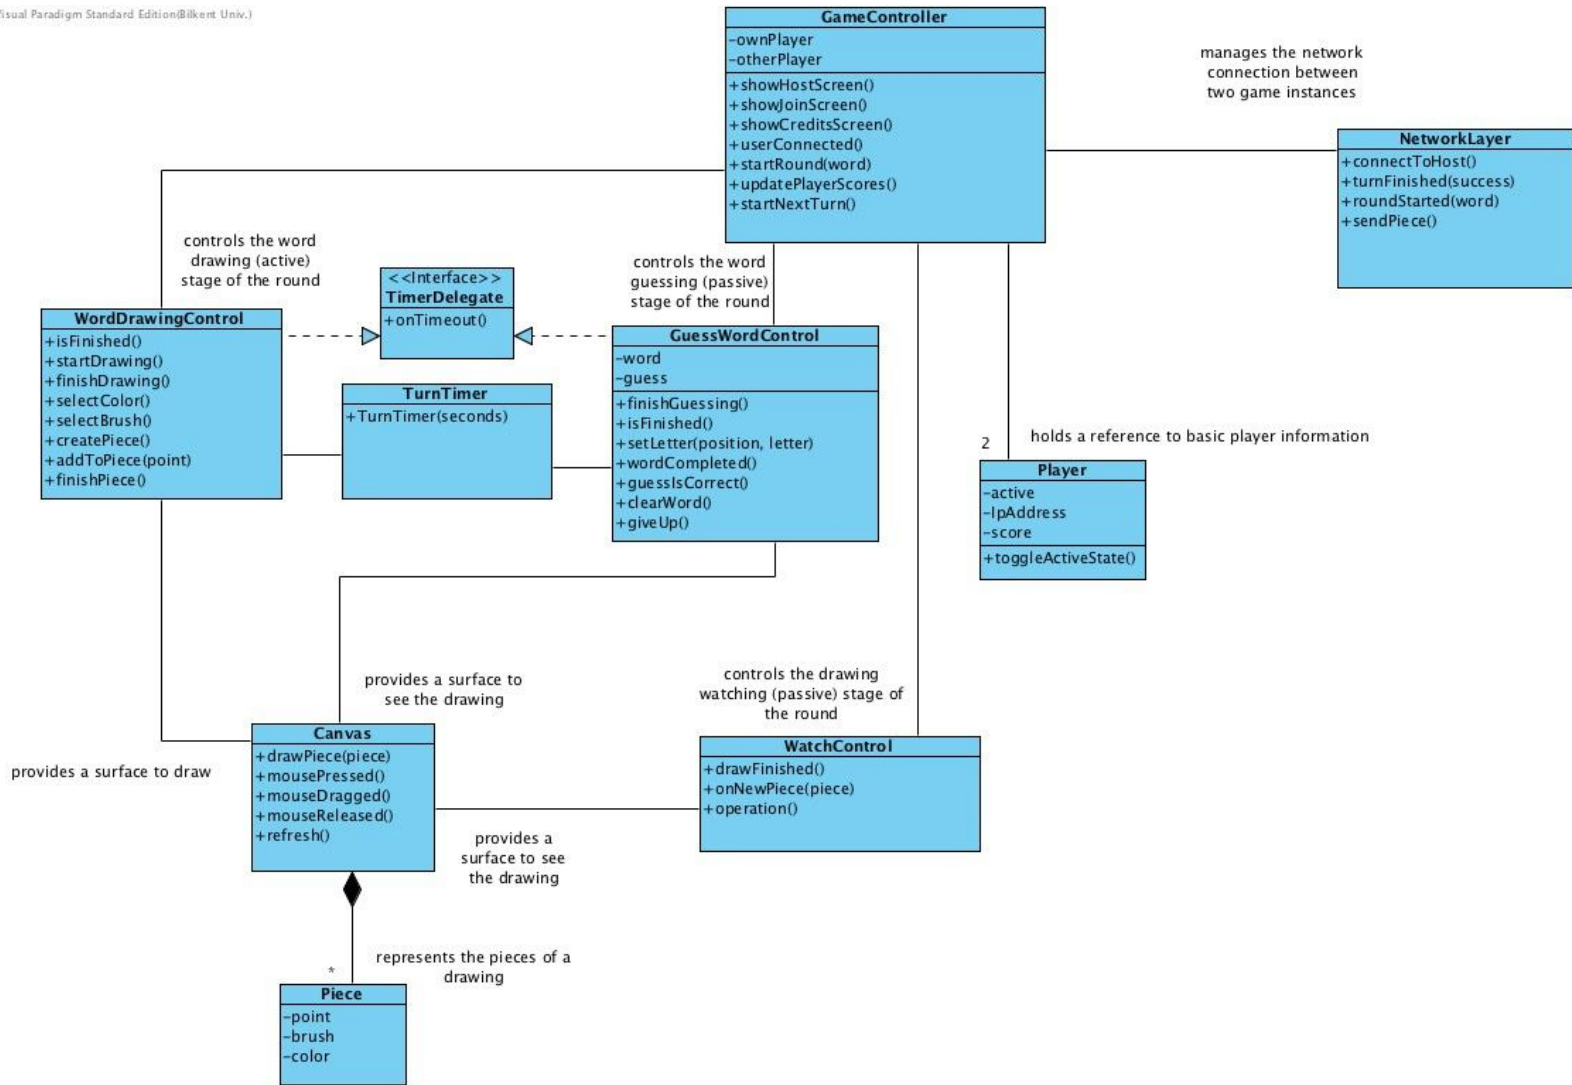 Visual Paradigm Standard Edition(Bilkent Univ.)
GameController
-ownPlayer
-otherPlayer
+showHostScreen()
+showJoinScreen()
+showCreditsScreen()
+userConnected()
+startRound(word)
+updatePlayerScores()
+startNextTurn()
manages the network
connection between
two game instances
NetworkLayer
+connectToHost()
+turnFinished(success)
+roundStarted(word)
+sendPiece()
controls the word
drawing (active)
stage of the round
<<Interface>>
TimerDelegate
+onTimeout()
controls the word
guessing (passive)
stage of the round
WordDrawingControl
+isFinished()
+startDrawing()
+finishDrawing()
+selectColor()
+selectBrush()
+createPiece()
+addToPiece(point)
+finishPiece()
TurnTimer
+TurnTimer(seconds)
GuessWordControl
-word
-guess
+finishGuessing()
+isFinished()
+setLetter(position, letter)
+wordCompleted()
+guessIsCorrect()
+clearWord()
+giveUp()
2
holds a reference to basic player information
Player
-active
-IpAddress
-score
+toggleActiveState()
provides a surface to
see the drawing
controls the drawing
watching (passive) stage of
the round
provides a surface to draw
Canvas
+drawPiece(piece)
+mousePressed()
+mouseDragged()
+mouseReleased()
+refresh()
WatchControl
+drawFinished()
+onNewPiece(piece)
+operation()
provides a
surface to see
the drawing
represents the pieces of a
drawing
*
Piece
-point
-brush
-color